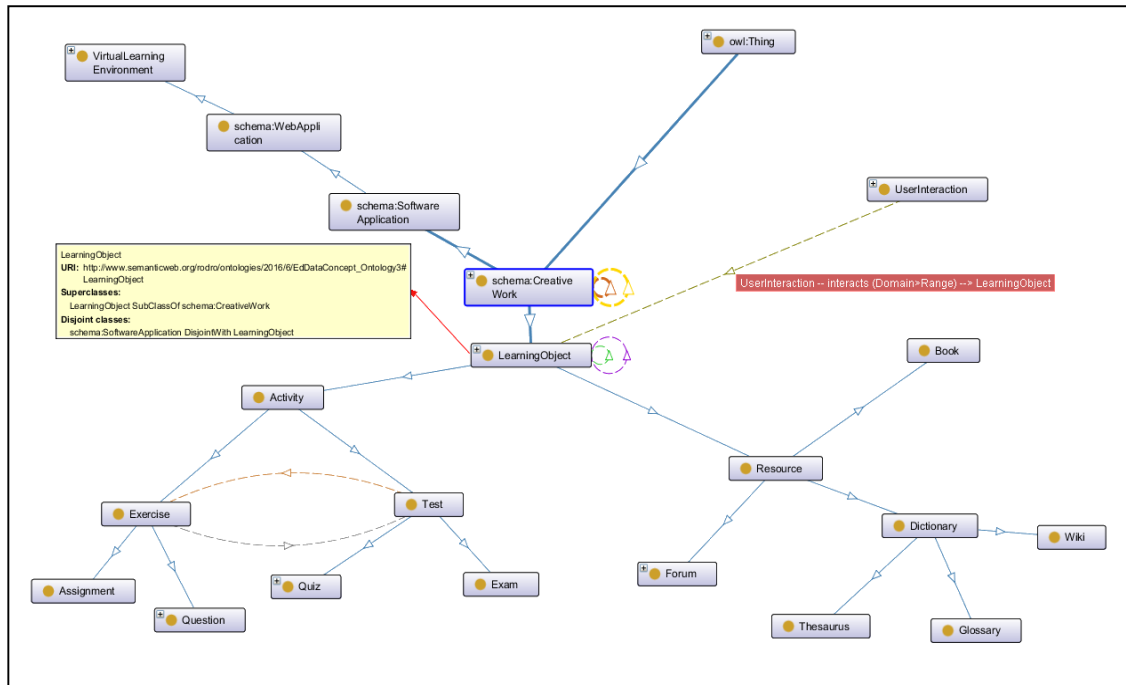 owl:Thing
VirtualLearning
Environment
schema:WebAppli
cation
UserInteraction
schema:Software
Application
LearningObject
URI: http://www.semanticweb.org/rodro/ontologies/2016/6/EdDataConcept_Ontology3#
LearningObject
Superclasses:
LearningObject SubClassOf schema:CreativeWork
Disjoint classes:
schema:SoftwareApplication DisjointWith LearningObject
schema:Creative
Work
UserInteraction -- interacts (Domain>Range) --> LearningObject
LearningObject
Book
Activity
Resource
Exercise
Test
Dictionary
Wiki
Assignment
Quiz
Exam
Forum
Question
Thesaurus
Glossary